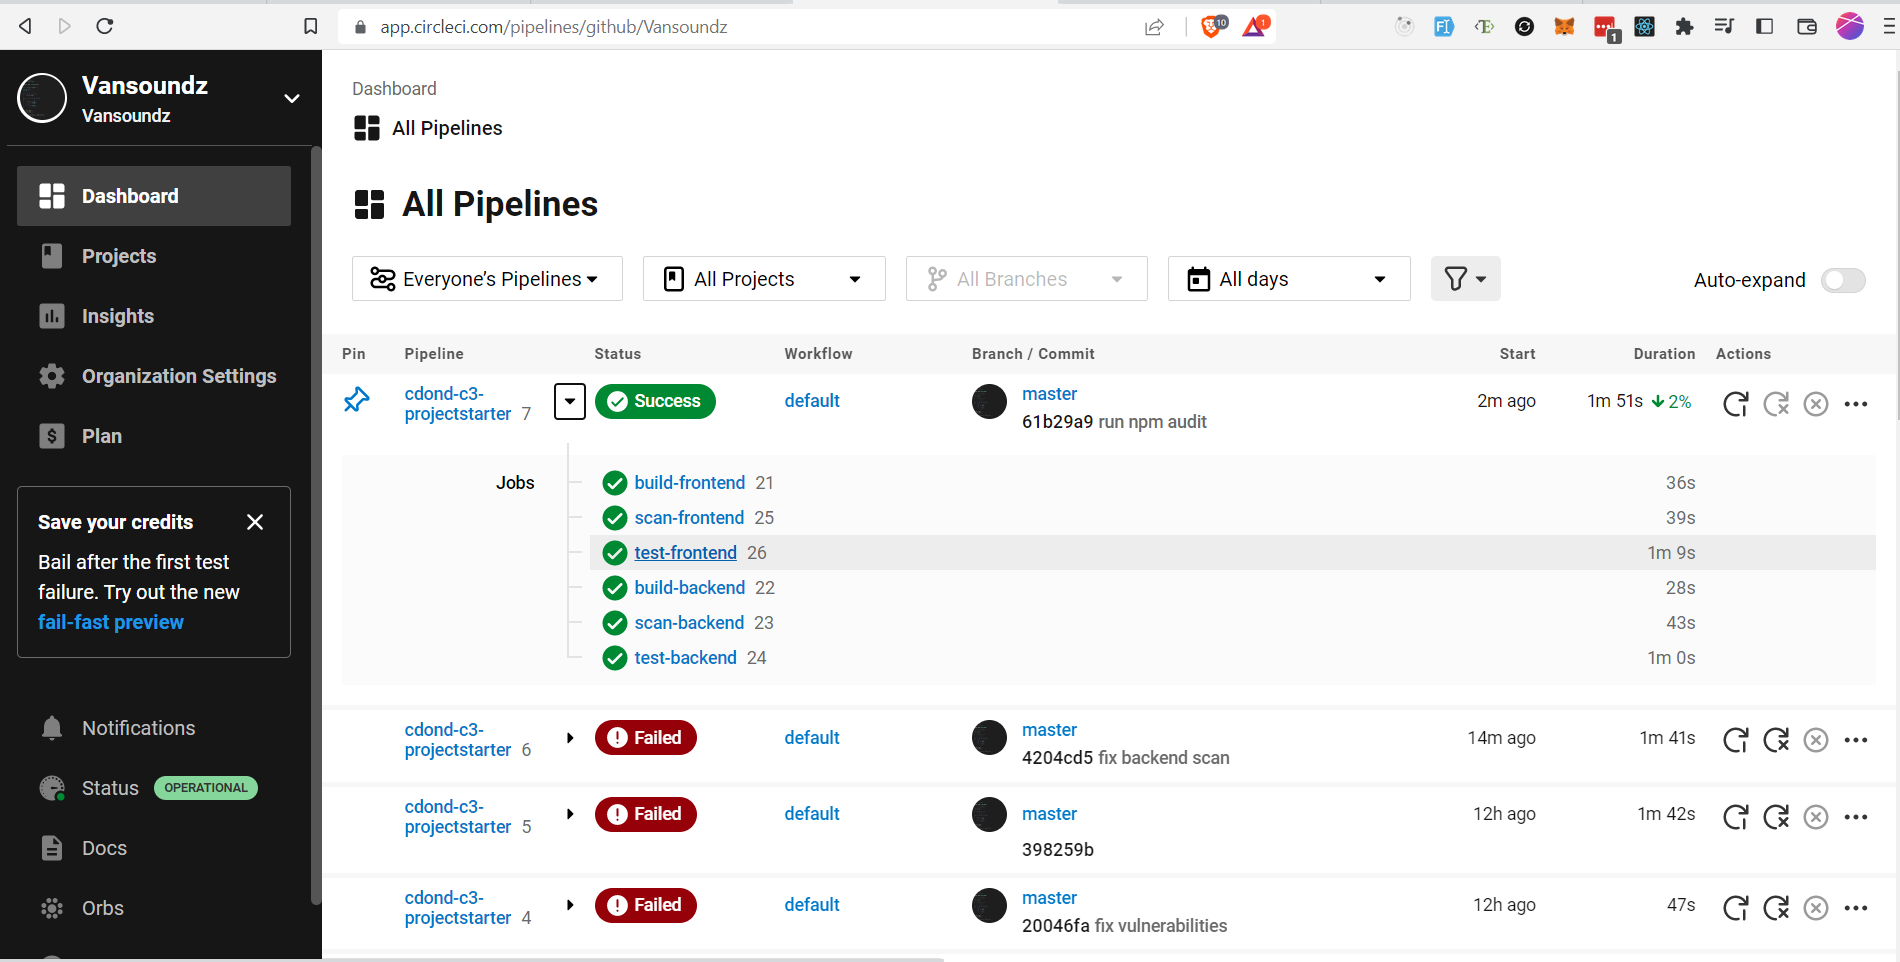 app.circleci.com/pipelines/github/Vansoundz
10
1
1
Vansoundz
Vansoundz
Dashboard
Projects
Insights
Organization Settings
Plan
Save your credits
Bail after the first test
failure. Try out the new
fail-fast preview
Notifications
Status OPERATIONAL
Docs
Orbs
Dashboard
All Pipelines
All Pipelines
Everyone’s Pipelines
All Projects
All Branches
All days
Auto-expand
Pin Pipeline Status Workflow Branch / Commit Start Duration Actions
cdond-c3-
projectstarter 7
Success
default
master
61b29a9 run npm audit
2m ago
1m 51s 2%
Jobs
build-frontend 21 36s
scan-frontend 25 39s
test-frontend 26 1m 9s
build-backend 22 28s
scan-backend 23 43s
test-backend 24 1m 0s
cdond-c3-
projectstarter 6
Failed
default
master
4204cd5 fix backend scan
14m ago
1m 41s
cdond-c3-
projectstarter 5
Failed
default
master
398259b
12h ago
1m 42s
cdond-c3-
projectstarter 4
Failed
default
master
20046fa fix vulnerabilities
12h ago
47s